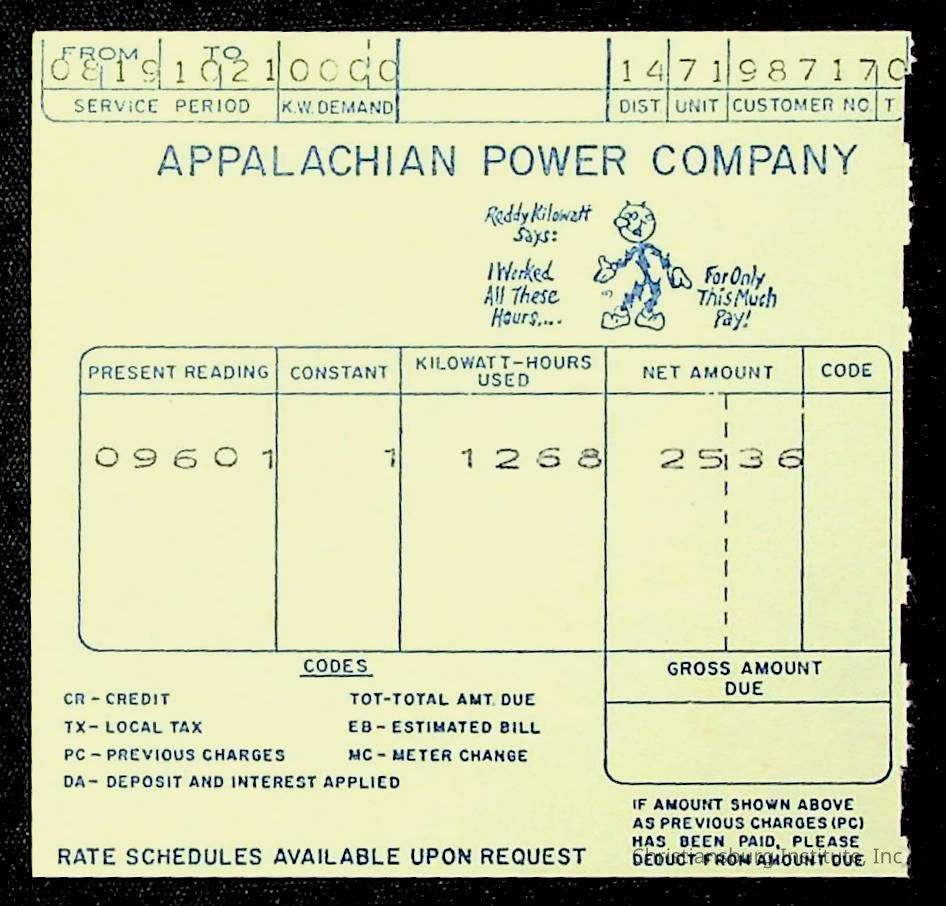 FROM TO
08 19 10 21 0000 14 71 987170
SERVICE PERIOD K.W. DEMAND DIST UNIT CUSTOMER NO. T
APPALACHIAN POWER COMPANY
Reddy Kilowatt
Says:
I Worked
All These
Hours....
For Only
This Much
Pay!
PRESENT READING CONSTANT KILOWATT-HOURS USED NET AMOUNT CODE
09601 1 1268 25 36
GROSS AMOUNT
DUE
CODES
CR - CREDIT TOT-TOTAL AMT. DUE
TX - LOCAL TAX EB - ESTIMATED BILL
PC - PREVIOUS CHARGES MC - METER CHANGE
DA - DEPOSIT AND INTEREST APPLIED
IF AMOUNT SHOWN ABOVE
AS PREVIOUS CHARGES (PC)
HAS BEEN PAID, PLEASE
DEDUCT FROM AMOUNT DUE
RATE SCHEDULES AVAILABLE UPON REQUEST
Christiansburg Institute, Inc